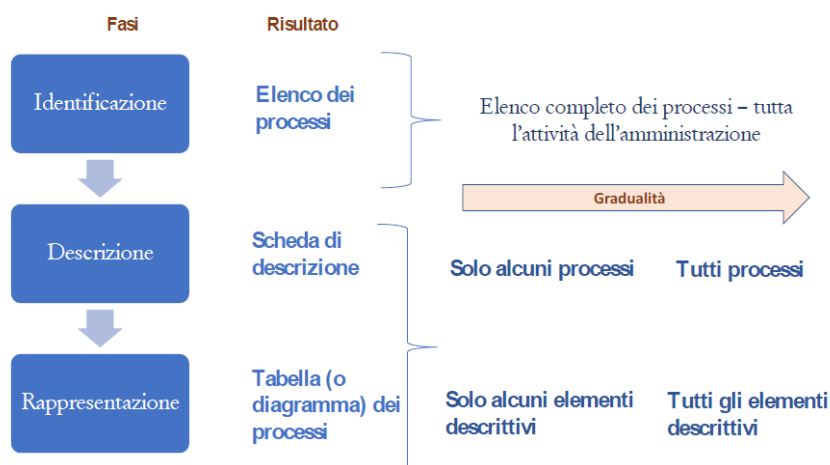 Fasi
Risultato
Identificazione
Elenco dei
processi
Elenco completo dei processi – tutta
l'attività dell'amministrazione
Gradualità
Descrizione
Scheda di
descrizione
Solo alcuni processi
Tutti processi
Rappresentazione
Tabella (o
diagramma) dei
processi
Solo alcuni elementi
descrittivi
Tutti gli elementi
descrittivi